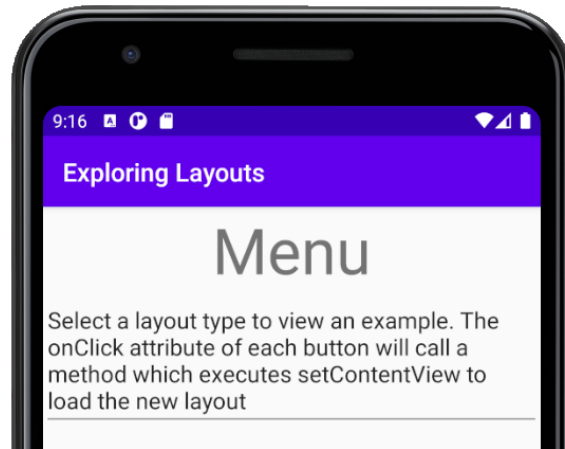 9:16
Exploring Layouts
Menu
Select a layout type to view an example. The
onClick attribute of each button will call a
method which executes setContentView to
load the new layout